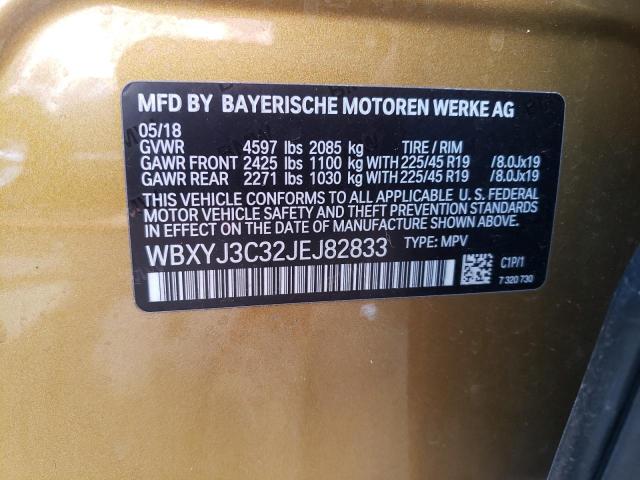 MFD BY BAYERISCHE MOTOREN WERKE AG
05/18
GVWR 4597 lbs 2085 kg TIRE / RIM
GAWR FRONT 2425 lbs 1100 kg WITH 225/45 R19 /8.0Jx19
GAWR REAR 2271 lbs 1030 kg WITH 225/45 R19 /8.0Jx19
THIS VEHICLE CONFORMS TO ALL APPLICABLE U. S. FEDERAL
MOTOR VEHICLE SAFETY AND THEFT PREVENTION STANDARDS
IN EFFECT ON THE DATE OF MANUFACTURE SHOWN ABOVE.
WBXYJ3C32JEJ82833 TYPE: MPV
C1P/1
7 320 730